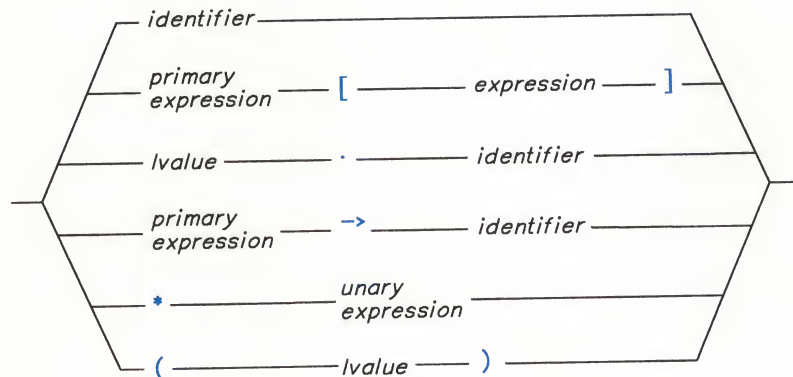 identifier
primary
expression [ expression ]
lvalue . identifier
primary
expression -> identifier
* unary
expression
( lvalue )